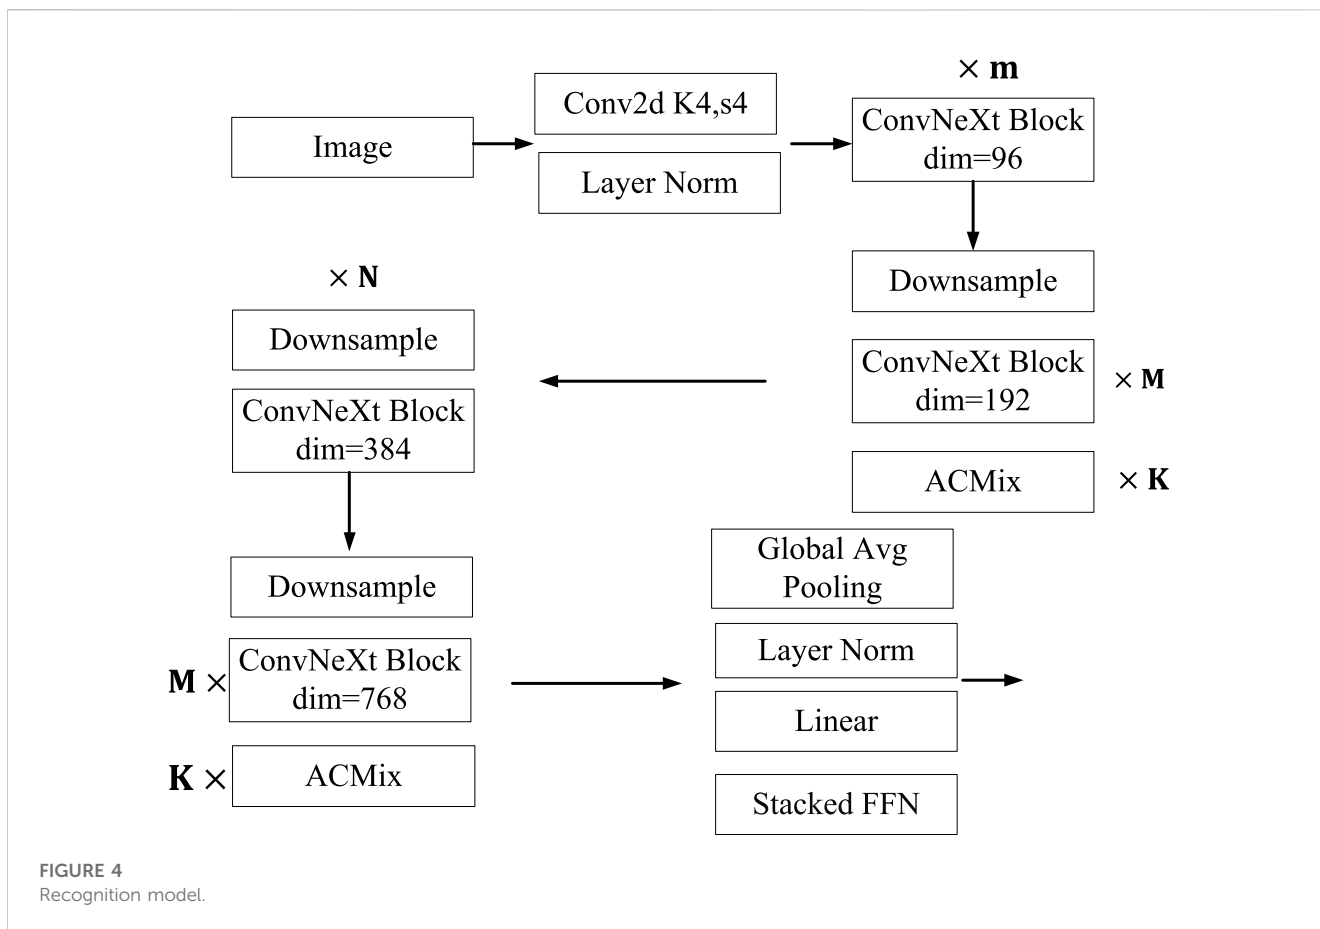 Image
Conv2d K4,s4
Layer Norm
× m
ConvNeXt Block
dim=96
Downsample
ConvNeXt Block
dim=192
× M
ACMix
× K
× N
Downsample
ConvNeXt Block
dim=384
Downsample
M ×
ConvNeXt Block
dim=768
K ×
ACMix
Global Avg
Pooling
Layer Norm
Linear
Stacked FFN
FIGURE 4
Recognition model.